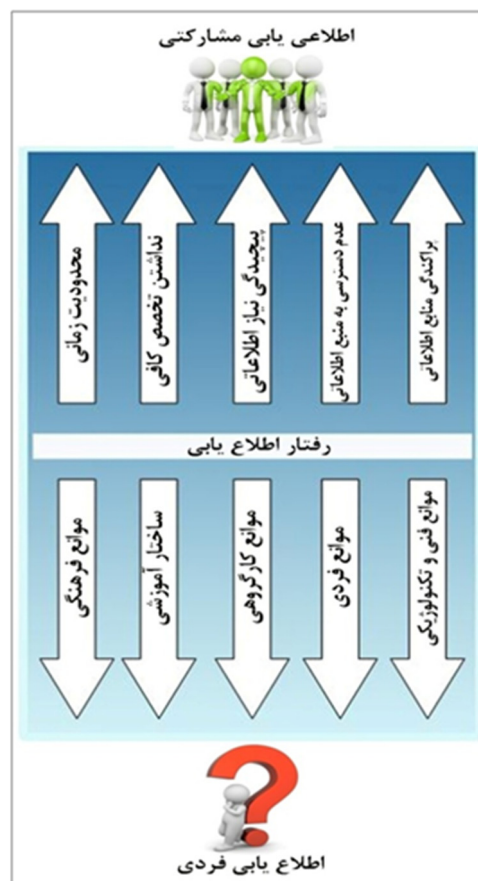 اطلاعی یابی مشارکتی
پراکندگی منابع اطلاعاتی
عدم دسترسی به منبع اطلاعاتی
پیچیدگی نیاز اطلاعاتی
نداشتن تخصص کافی
محدودیت زمانی
رفتار اطلاع یابی
موانع فنی و تکنولوژیکی
موانع فردی
موانع کارگروهی
ساختار آموزشی
موانع فرهنگی
اطلاع یابی فردی